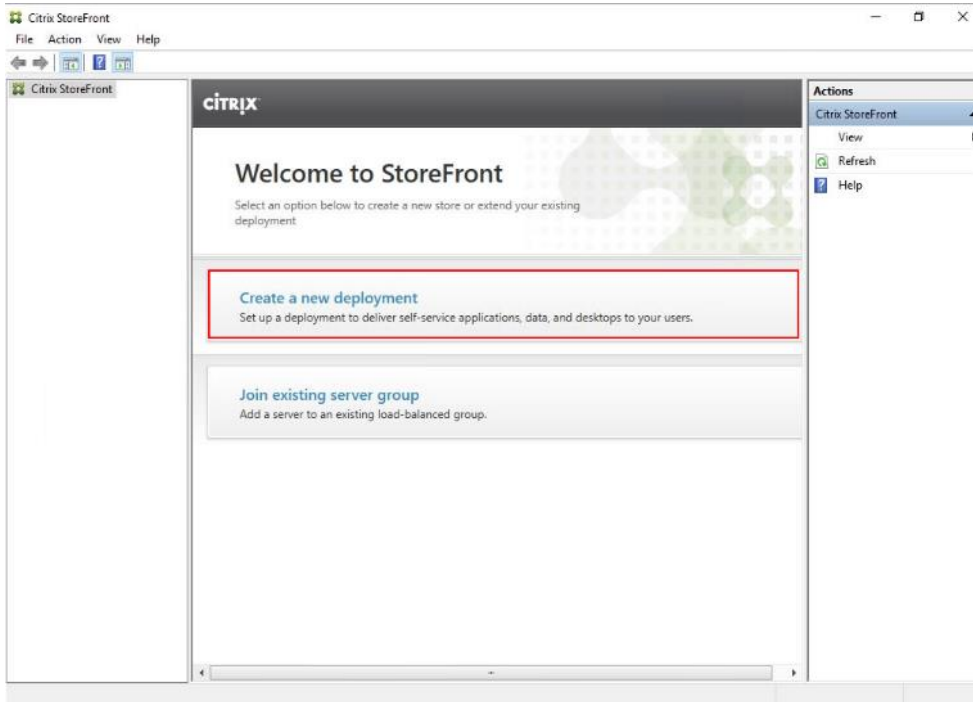 Citrix StoreFront
File Action View Help
Citrix StoreFront
CİTRIX
Welcome to StoreFront
Select an option below to create a new store or extend your existing
deployment
Create a new deployment
Set up a deployment to deliver self-service applications, data, and desktops to your users.
Join existing server group
Add a server to an existing load-balanced group.
Actions
Citrix StoreFront
View
Refresh
Help